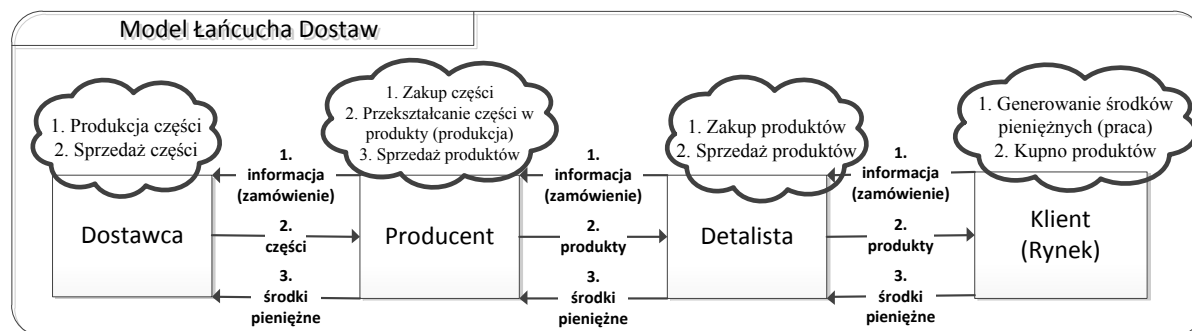 Model Łańcucha Dostaw
1. Produkcja części
2. Sprzedaż części
1. Zakup części
2. Przekształcanie części w
produkty (produkcja)
3. Sprzedaż produktów
1. Zakup produktów
2. Sprzedaż produktów
1. Generowanie środków
pieniężnych (praca)
2. Kupno produktów
Dostawca
1.
informacja
(zamówienie)
2.
części
3.
środki
pieniężne
Producent
1.
informacja
(zamówienie)
2.
produkty
3.
środki
pieniężne
Detalista
1.
informacja
(zamówienie)
2.
produkty
3.
środki
pieniężne
Klient
(Rynek)